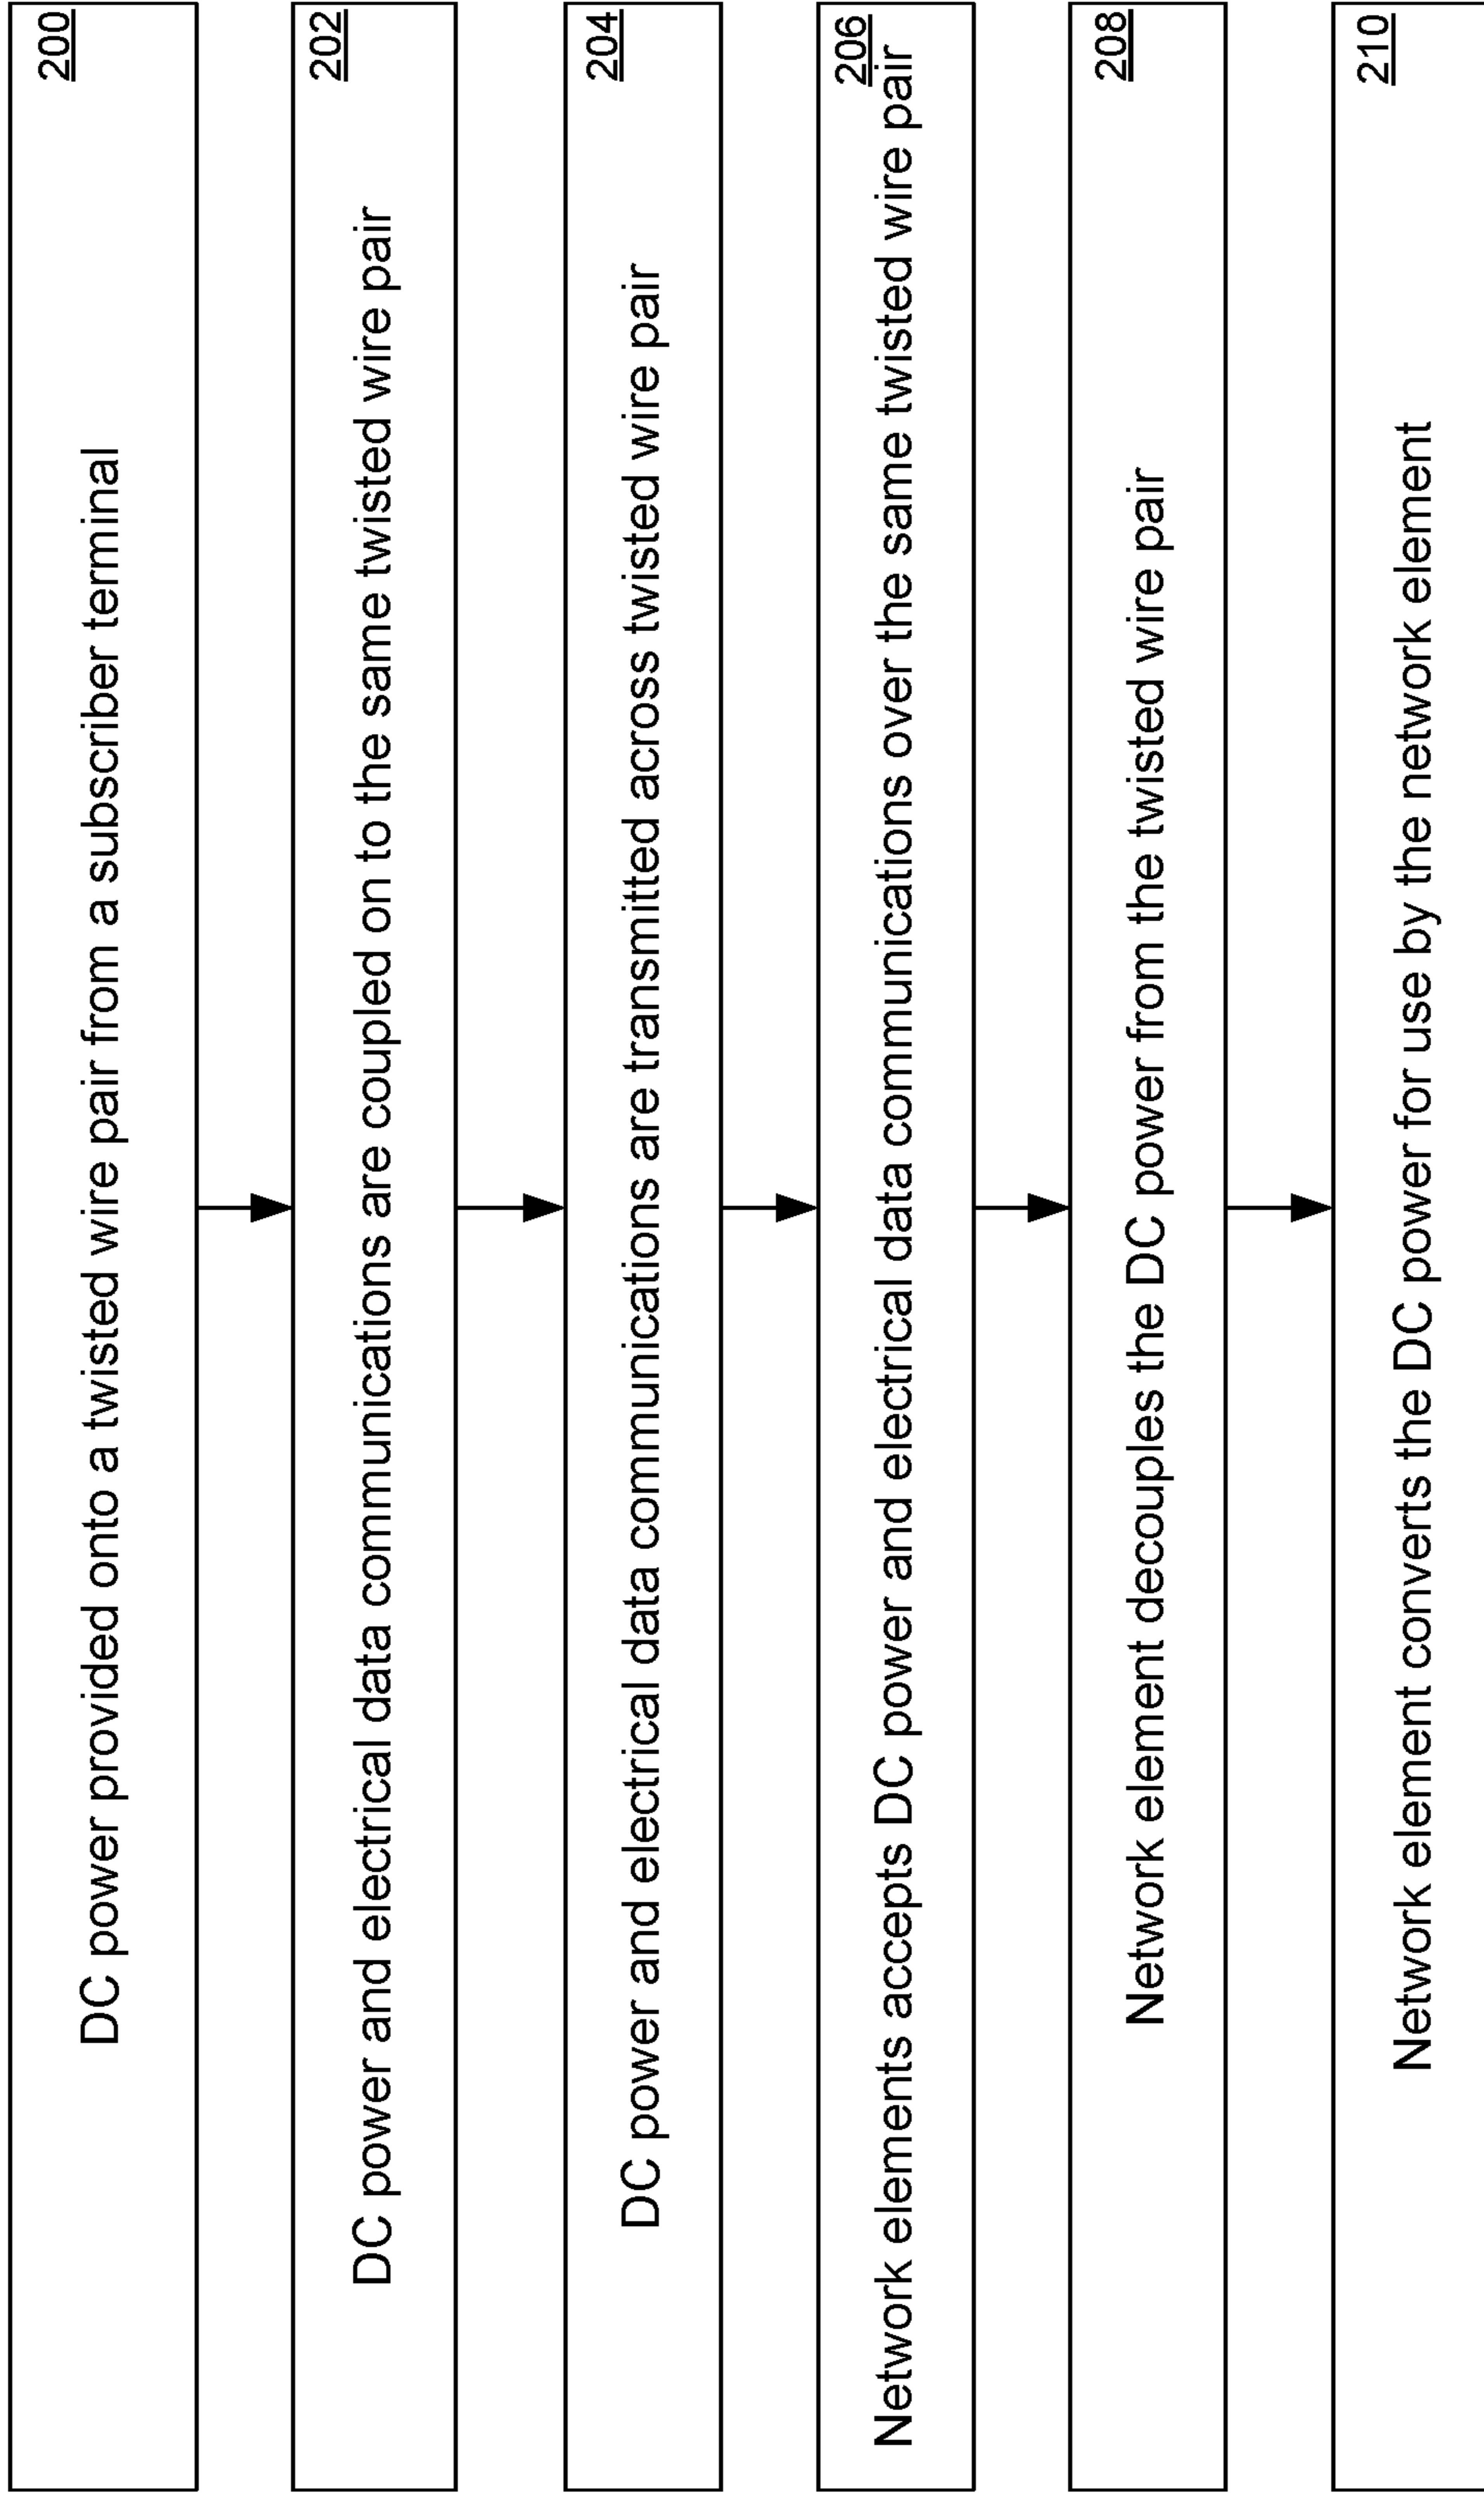 200
DC power provided onto a twisted wire pair from a subscriber terminal
202
DC power and electrical data communications are coupled on to the same twisted wire pair
204
DC power and electrical data communications are transmitted across twisted wire pair
206
Network elements accepts DC power and electrical data communications over the same twisted wire pair
208
Network element decouples the DC power from the twisted wire pair
210
Network element converts the DC power for use by the network element